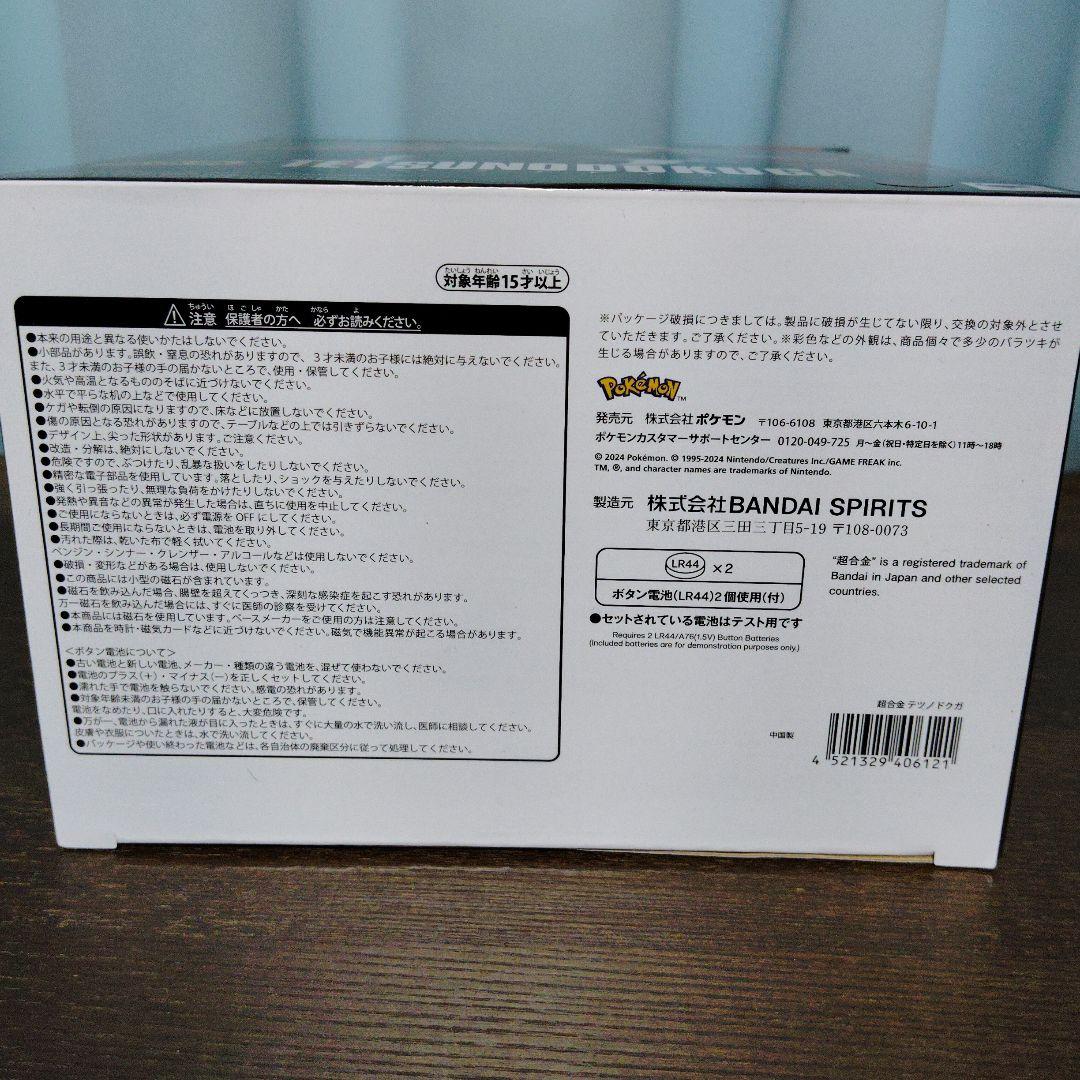 TETSUNODOKUGA
たいしょう ねんれい さい いじょう
対象年齢15才以上
ちゅうい ほごしゃ かた かなら よ
⚠注意 保護者の方へ 必ずお読みください。
●本来の用途と異なる使いかたはしないでください。
●小部品があります。誤飲・窒息の恐れがありますので、3才未満のお子様には絶対に与えないでください。
また、3才未満のお子様の手の届かないところで、使用・保管してください。
●火気や高温となるもののそばに近づけないでください。
●水平で平らな机の上などで使用してください。
●ケガや転倒の原因になりますので、床などに放置しないでください。
●傷の原因となる恐れがありますので、テーブルなどの上では引きずらないでください。
●デザイン上、尖った形状があります。ご注意ください。
●改造・分解は、絶対にしないでください。
●危険ですので、ぶつけたり、乱暴な扱いをしたりしないでください。
●精密な電子部品を使用しています。落としたり、ショックを与えたりしないでください。
●強く引っ張ったり、無理な負荷をかけたりしないでください。
●発熱や異音などの異常が発生した場合は、直ちに使用を中止してください。
●ご使用にならないときは、必ず電源をOFFにしてください。
●長期間ご使用にならないときは、電池を取り外してください。
●汚れた際は、乾いた布で軽く拭いてください。
ベンジン・シンナー・クレンザー・アルコールなどは使用しないでください。
●破損・変形などがある場合は、使用しないでください。
●この商品には小型の磁石が含まれています。
●磁石を飲み込んだ場合、腸壁を超えてくっつき、深刻な感染症を起こす恐れがあります。
万一磁石を飲み込んだ場合には、すぐに医師の診察を受けてください。
●本商品には磁石を使用しています。ペースメーカーをご使用の方は注意してください。
●本商品を時計・磁気カードなどに近づけないでください。磁気で機能異常が起こる場合があります。
＜ボタン電池について＞
●古い電池と新しい電池、メーカー・種類の違う電池を、混ぜて使わないでください。
●電池のプラス(＋)・マイナス(－)を正しくセットしてください。
●濡れた手で電池を触らないでください。感電の恐れがあります。
●対象年齢未満のお子様の手の届かないところで、保管してください。
電池をなめたり、口に入れたりすると、大変危険です。
●万が一、電池から漏れた液が目に入ったときは、すぐに大量の水で洗い流し、医師に相談してください。
皮膚や衣服についたときは、水で洗い流してください。
●パッケージや使い終わった電池などは、各自治体の廃棄区分に従って処理してください。
※パッケージ破損につきましては。製品に破損が生じてない限り、交換の対象外とさせ
ていただきます。ご了承ください。※彩色などの外観は、商品個々で多少のバラツキが
生じる場合がありますので、ご了承ください。
POKéMON™
発売元 株式会社ポケモン 〒106-6108 東京都港区六本木6-10-1
ポケモンカスタマーサポートセンター 0120-049-725 月～金(祝日・特定日を除く)11時～18時
© 2024 Pokémon. © 1995-2024 Nintendo/Creatures Inc./GAME FREAK inc.
TM, ®, and character names are trademarks of Nintendo.
製造元 株式会社BANDAI SPIRITS
東京都港区三田三丁目5-19 〒108-0073
LR44 ×2
ボタン電池(LR44)2個使用(付)
●セットされている電池はテスト用です
Requires 2 LR44/A76(1.5V) Button Batteries
(included batteries are for demonstration purposes only.)
"超合金" is a registered trademark of
Bandai in Japan and other selected
countries.
超合金 テツノドクガ
中国製
4 521329 406121